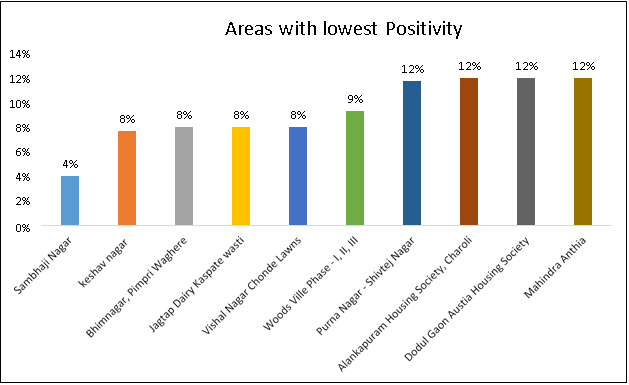 Areas with lowest Positivity
14%
12%
10%
8%
6%
4%
2%
0%
4%
8%
8%
8%
8%
9%
12%
12%
12%
12%
Sambhaji Nagar
keshav nagar
Bhimnagar, Pimpri Waghere
Jagtap Dairy Kaspate wasti
Vishal Nagar Chonde Lawns
Woods Ville Phase - I, II, III
Purna Nagar - Shivtej Nagar
Alankapuram Housing Society, Charoli
Dodul Gaon Austia Housing Society
Mahindra Anthia